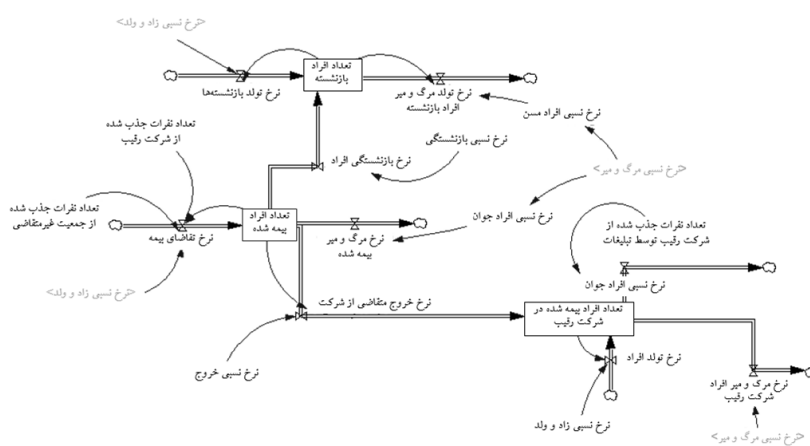 <نرخ نسبی زاد و ولد>
تعداد افراد
بازنشسته
نرخ تولد بازنشسته‌ها
نرخ تولد مرگ و میر
افراد بازنشسته
نرخ نسبی افراد مسن
تعداد نفرات جذب شده
از شرکت رقیب
نرخ نسبی بازنشستگی
نرخ بازنشستگی افراد
<نرخ نسبی مرگ و میر>
تعداد نفرات جذب شده
از جمعیت غیرمتقاضی
تعداد افراد
بیمه شده
نرخ تقاضای بیمه
نرخ مرگ و میر
بیمه شده
نرخ نسبی افراد جوان
تعداد نفرات جذب شده از
شرکت رقیب توسط تبلیغات
<نرخ نسبی زاد و ولد>
نرخ نسبی افراد جوان
نرخ خروج متقاضی از شرکت
تعداد افراد بیمه شده در
شرکت رقیب
نرخ نسبی خروج
نرخ تولد افراد
نرخ مرگ و میر افراد
شرکت رقیب
نرخ نسبی زاد و ولد
<نرخ نسبی مرگ و میر>